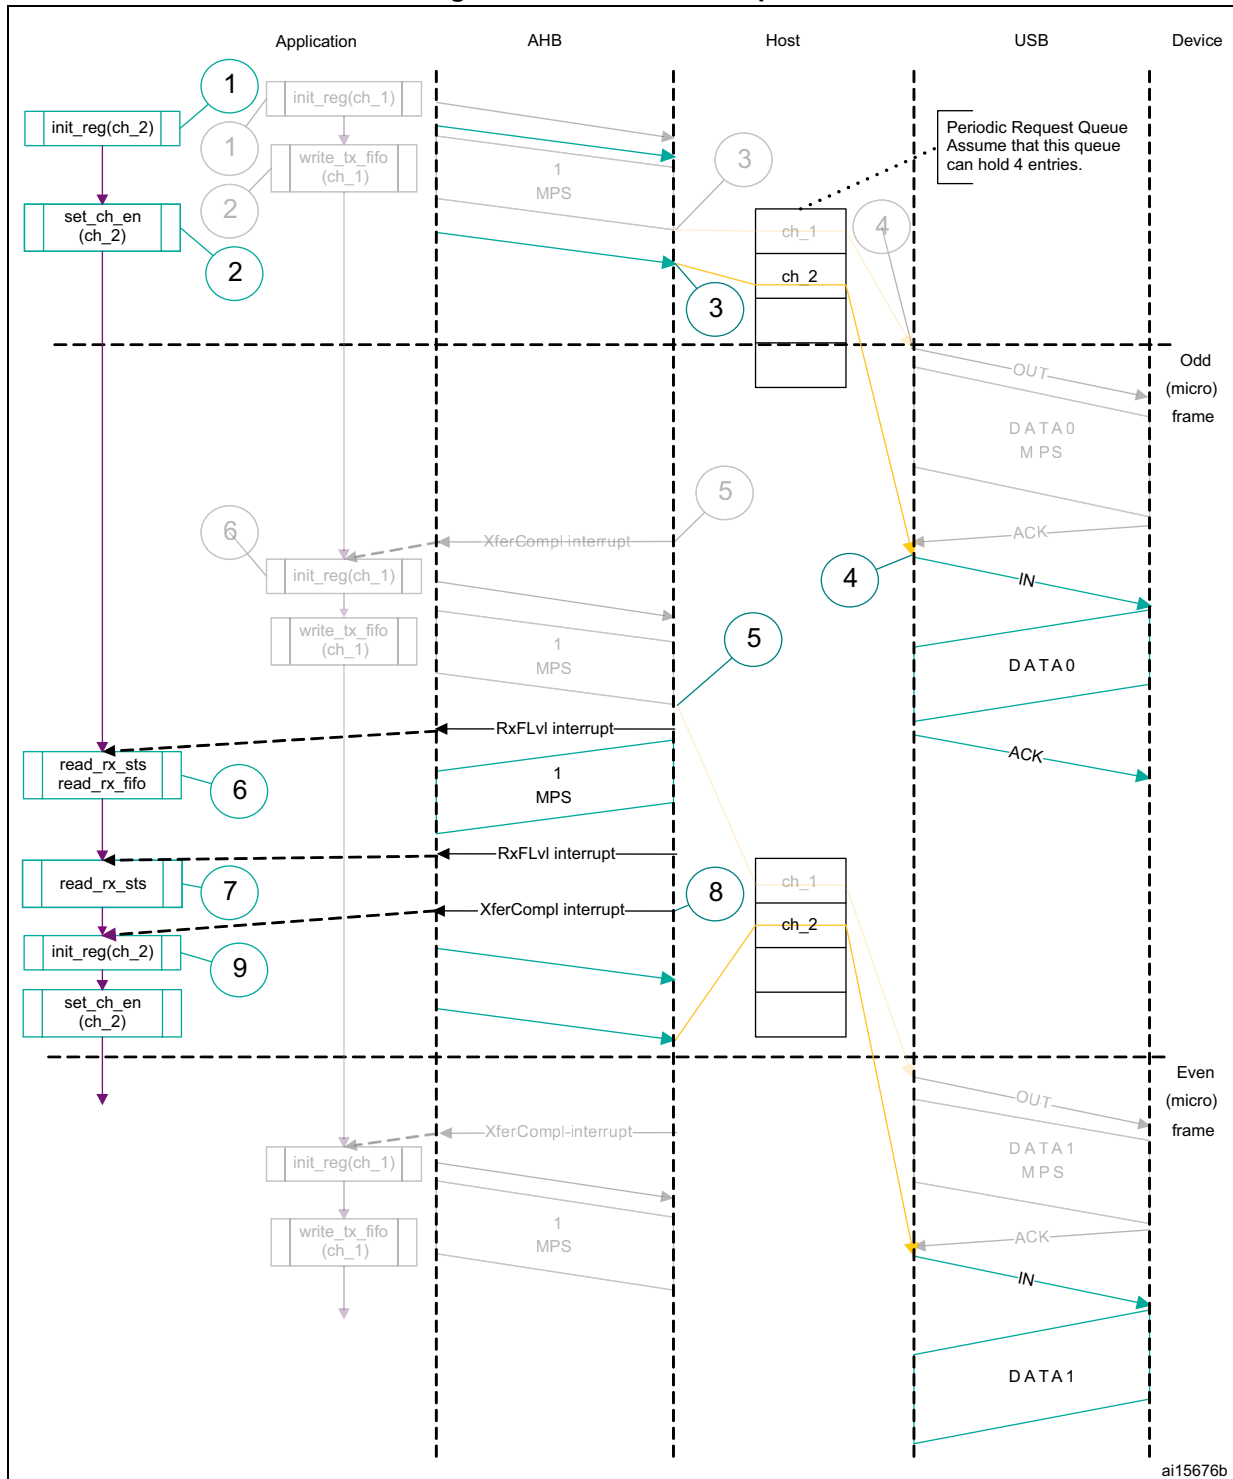 Application
AHB
Host
USB
Device
1
init_reg(ch_1)
init_reg(ch_2)
1
write_tx_fifo
(ch_1)
1
MPS
3
Periodic Request Queue
Assume that this queue
can hold 4 entries.
2
set_ch_en
(ch_2)
2
ch_1
4
ch_2
3
Odd
(micro)
frame
OUT
DATA0
MPS
5
6
XferCompl interrupt
ACK
init_reg(ch_1)
4
IN
write_tx_fifo
(ch_1)
1
MPS
5
DATA0
RxFLvl interrupt
ACK
read_rx_sts
read_rx_fifo
6
1
MPS
RxFLvl interrupt
read_rx_sts
7
ch_1
8
XferCompl interrupt
ch_2
init_reg(ch_2)
9
set_ch_en
(ch_2)
Even
(micro)
frame
OUT
XferCompl-interrupt
DATA1
MPS
init_reg(ch_1)
write_tx_fifo
(ch_1)
1
MPS
ACK
IN
DATA1
ai15676b